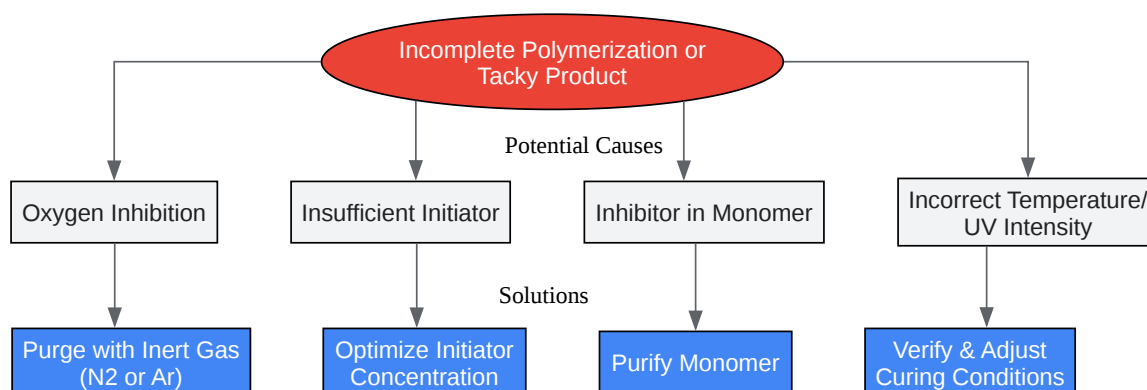 Incomplete Polymerization or
Tacky Product
Potential Causes
Oxygen Inhibition
Insufficient Initiator
Inhibitor in Monomer
Incorrect Temperature/
UV Intensity
Solutions
Purge with Inert Gas
(N2 or Ar)
Optimize Initiator
Concentration
Purify Monomer
Verify & Adjust
Curing Conditions